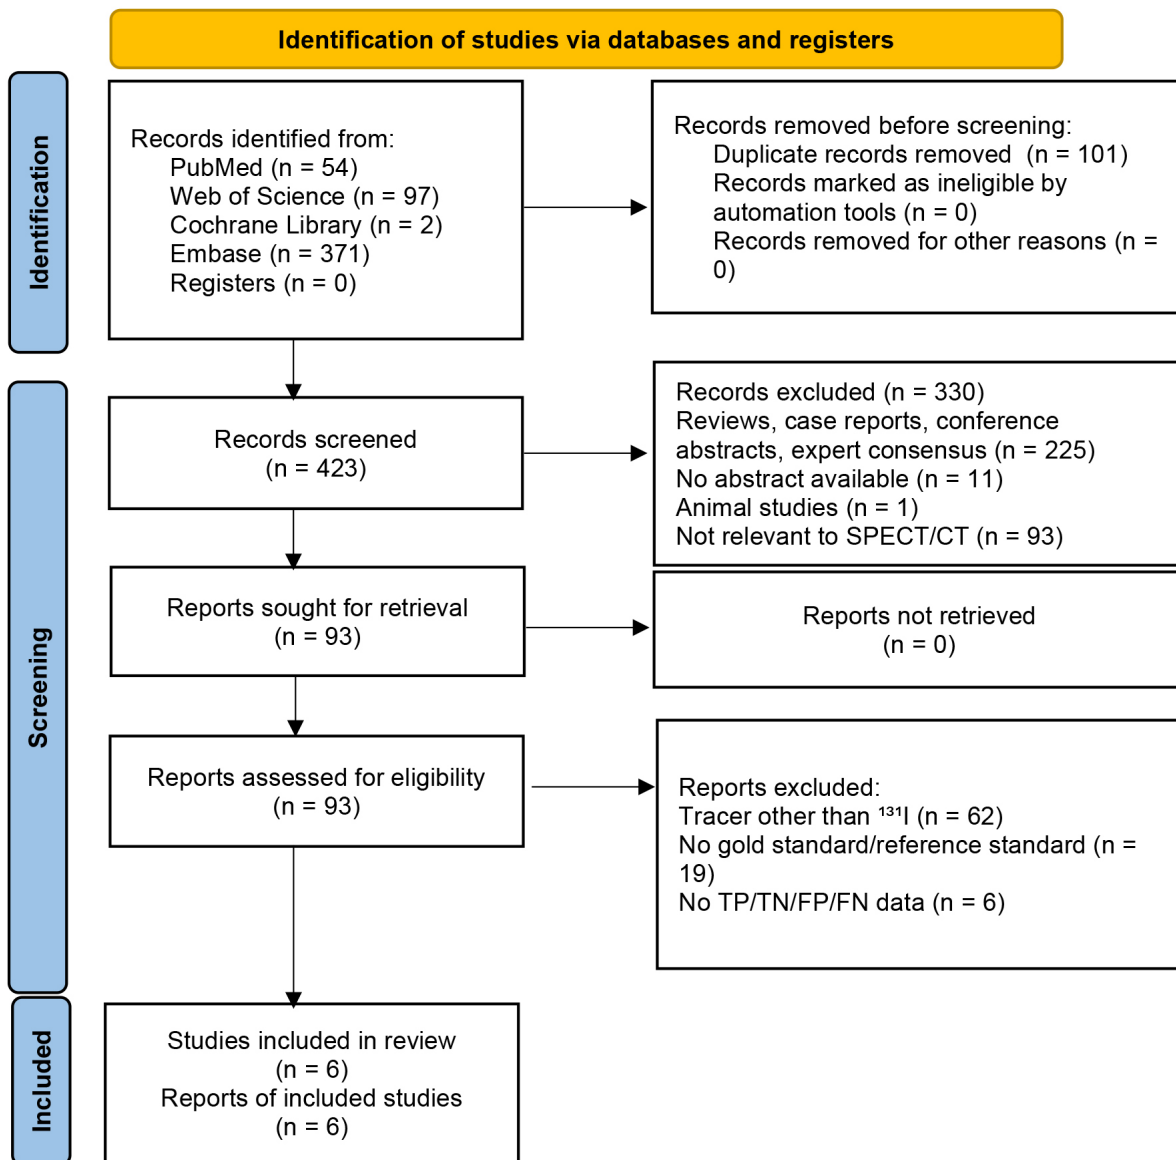 Identification of studies via databases and registers
Identification
Records identified from:
PubMed (n = 54)
Web of Science (n = 97)
Cochrane Library (n = 2)
Embase (n = 371)
Registers (n = 0)
Records removed before screening:
Duplicate records removed  (n = 101)
Records marked as ineligible by
automation tools (n = 0)
Records removed for other reasons (n =
0)
Screening
Records screened
(n = 423)
Records excluded (n = 330)
Reviews, case reports, conference
abstracts, expert consensus (n = 225)
No abstract available (n = 11)
Animal studies (n = 1)
Not relevant to SPECT/CT (n = 93)
Reports sought for retrieval
(n = 93)
Reports not retrieved
(n = 0)
Reports assessed for eligibility
(n = 93)
Reports excluded:
Tracer other than ¹³¹I (n = 62)
No gold standard/reference standard (n =
19)
No TP/TN/FP/FN data (n = 6)
Included
Studies included in review
(n = 6)
Reports of included studies
(n = 6)